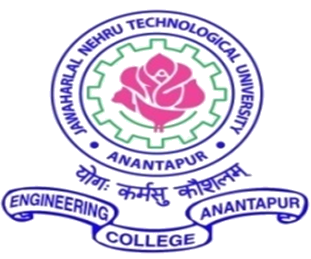 JAWAHARLAL NEHRU TECHNOLOGICAL UNIVERSITY
• ANANTAPUR •
योगः कर्मसु कौशलम्
ENGINEERING
COLLEGE
ANANTAPUR